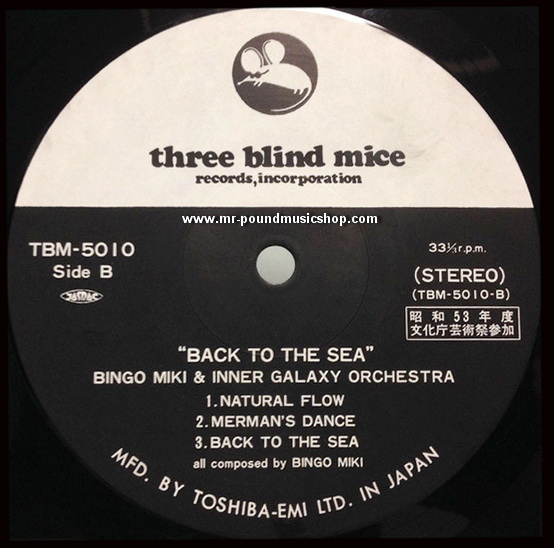 three blind mice
records,incorporation
www.mr-poundmusicshop.com
TBM-5010
Side B
JASRAC
33⅓r.p.m.
(STEREO)
(TBM-5010-B)
昭和53年度
文化庁芸術祭参加
"BACK TO THE SEA"
BINGO MIKI & INNER GALAXY ORCHESTRA
1.NATURAL FLOW
2.MERMAN'S DANCE
3.BACK TO THE SEA
all composed by BINGO MIKI
MFD. BY TOSHIBA-EMI LTD. IN JAPAN